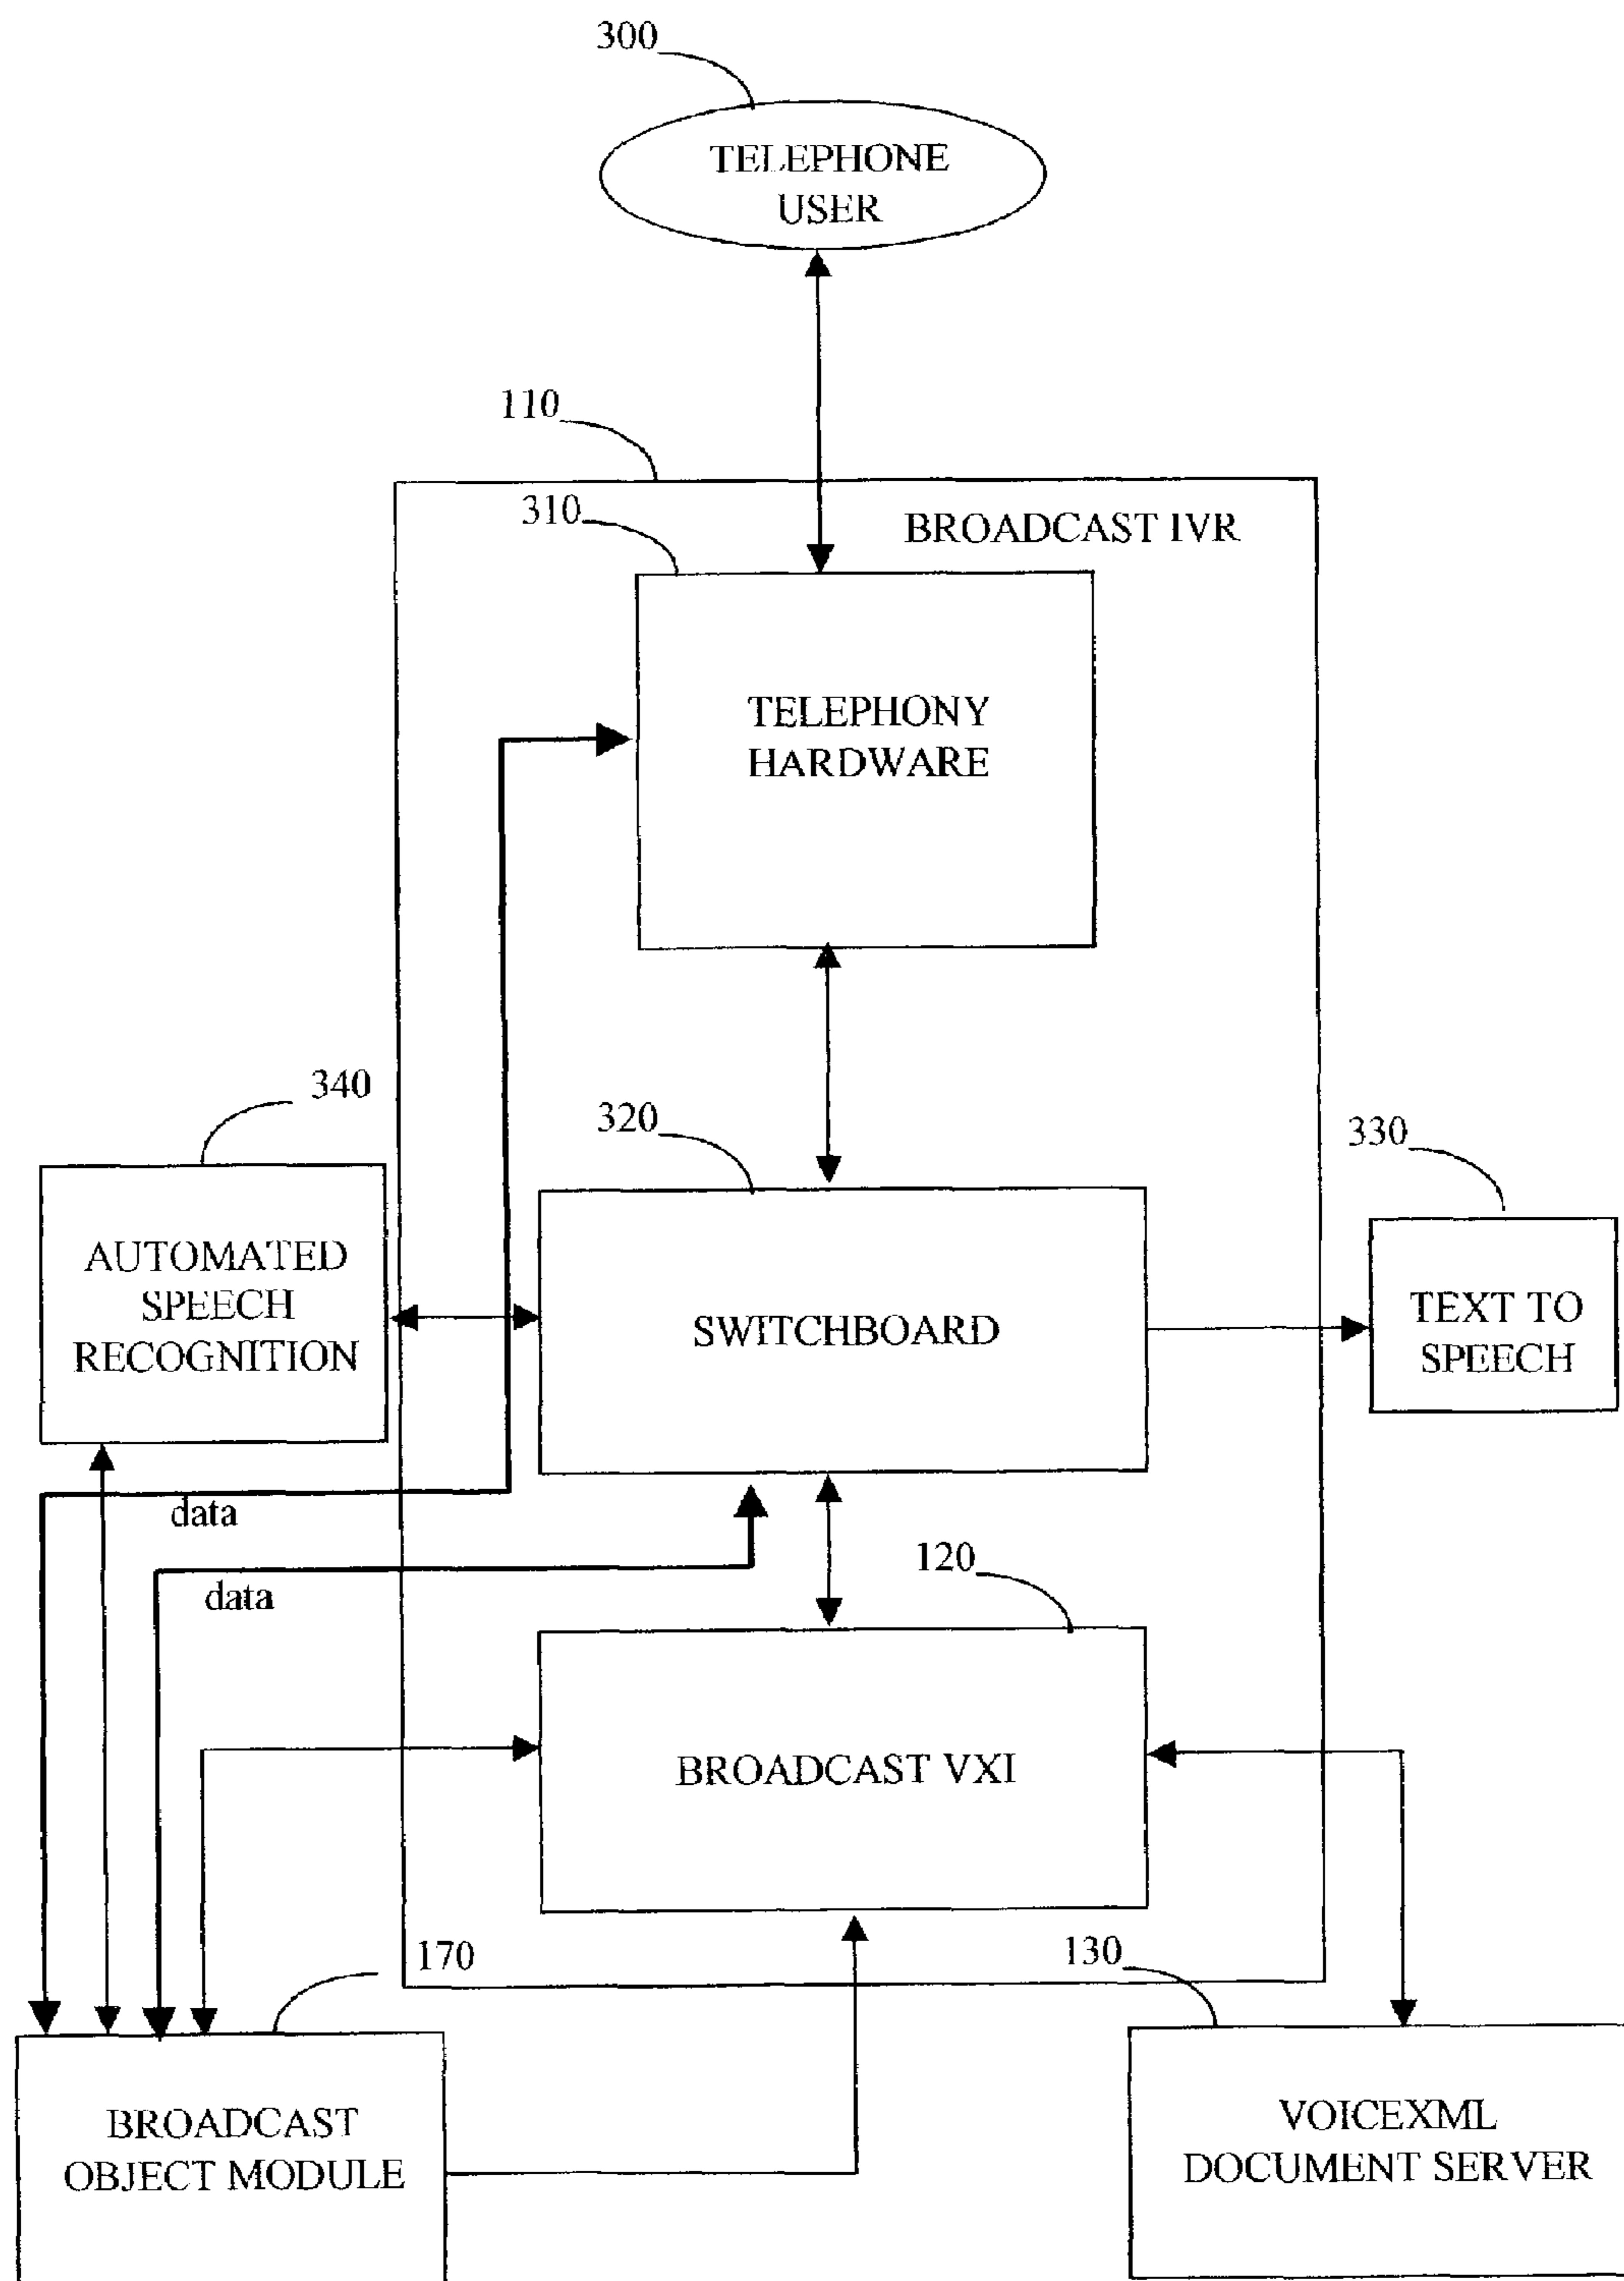 300
TELEPHONE
USER
110
BROADCAST IVR
310
TELEPHONY
HARDWARE
340
320
330
AUTOMATED
SPEECH
RECOGNITION
SWITCHBOARD
TEXT TO
SPEECH
data
data
120
BROADCAST VXI
170
130
BROADCAST
OBJECT MODULE
VOICEXML
DOCUMENT SERVER